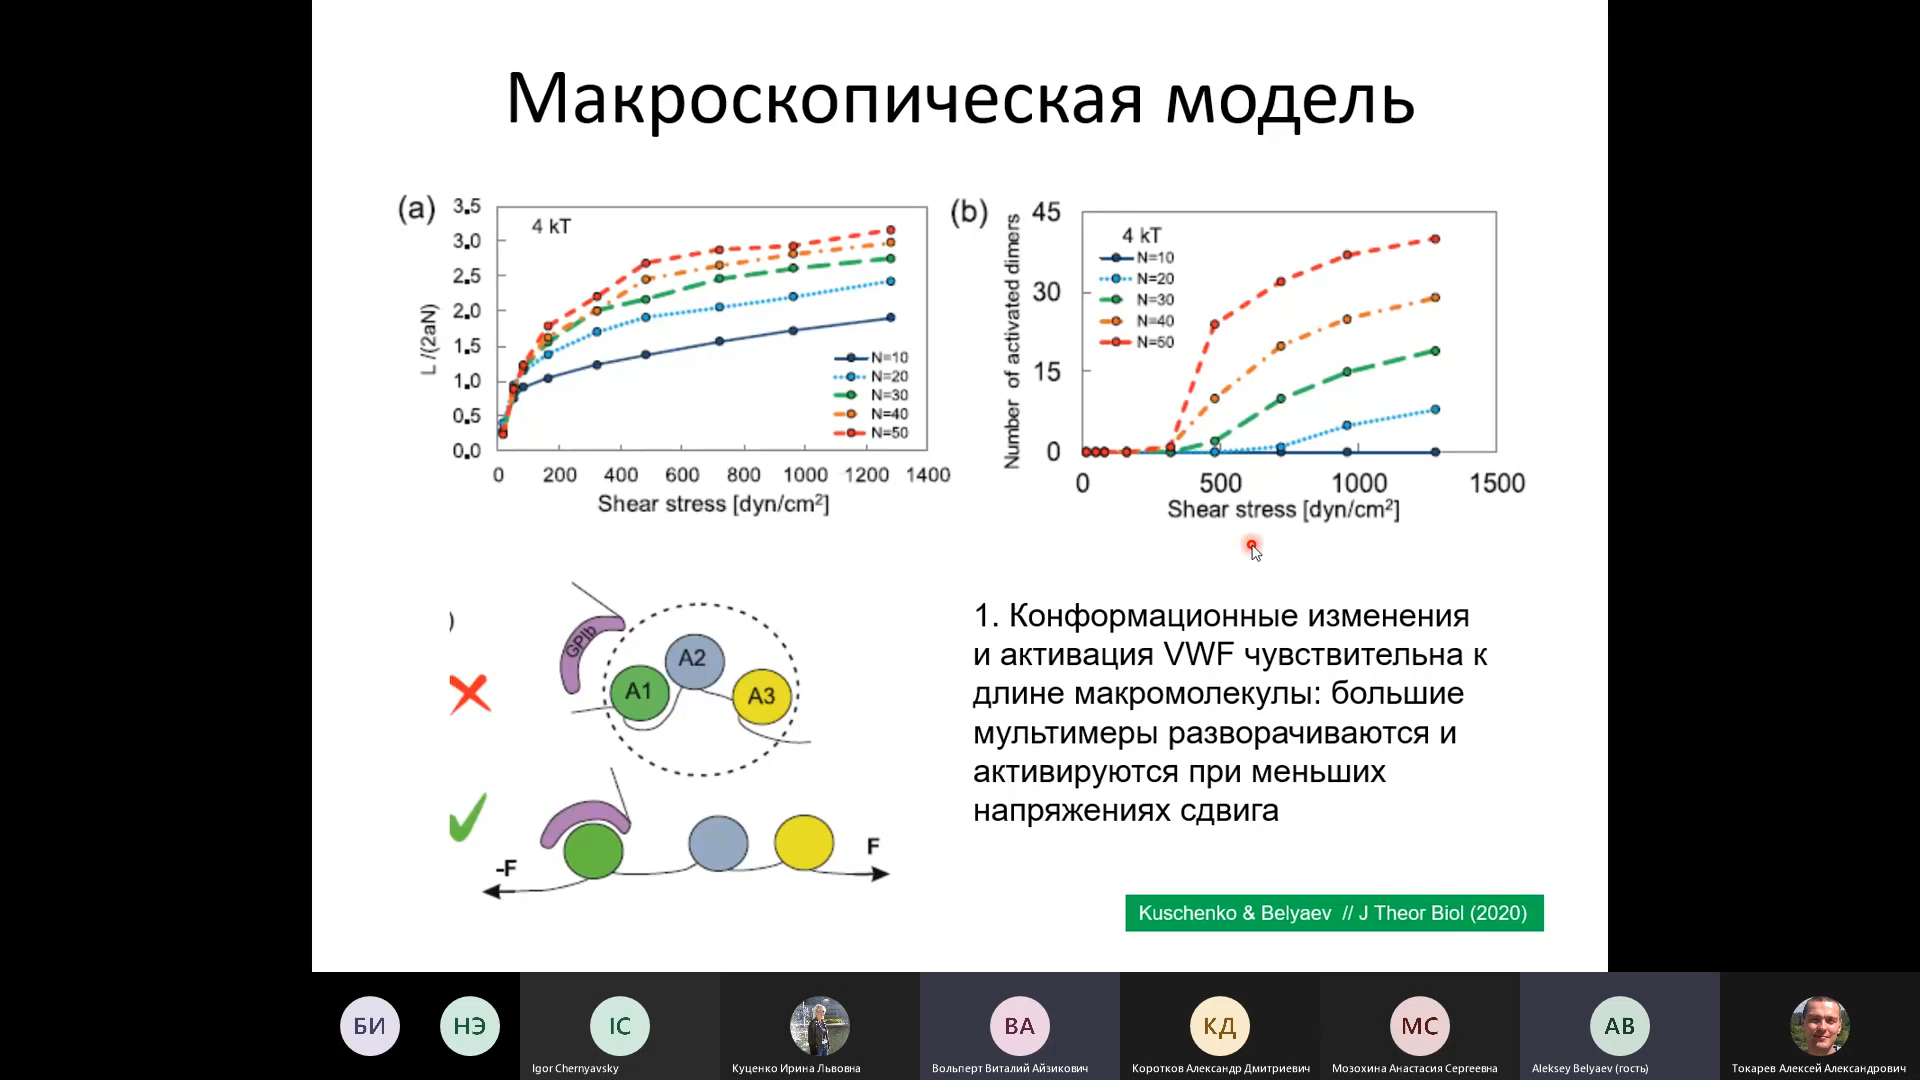 Макроскопическая модель
(a)
3.5
3.0
2.5
2.0
1.5
1.0
0.5
0.0
L /(2aN)
4 kT
N=10
N=20
N=30
N=40
N=50
0 200 400 600 800 1000 1200 1400
Shear stress [dyn/cm²]
(b)
45
30
15
0
Number of activated dimers
4 kT
N=10
N=20
N=30
N=40
N=50
0 500 1000 1500
Shear stress [dyn/cm²]
)
GPIb
A1
A2
A3
-F
F
1. Конформационные изменения
и активация VWF чувствительна к
длине макромолекулы: большие
мультимеры разворачиваются и
активируются при меньших
напряжениях сдвига
Kuschenko & Belyaev // J Theor Biol (2020)
БИ
НЭ
IC
ВА
КД
МС
AB
Igor Chernyavsky
Куценко Ирина Львовна
Вольперт Виталий Айзикович
Коротков Александр Дмитриевич
Мозохина Анастасия Сергеевна
Aleksey Belyaev (гость)
Токарев Алексей Александрович